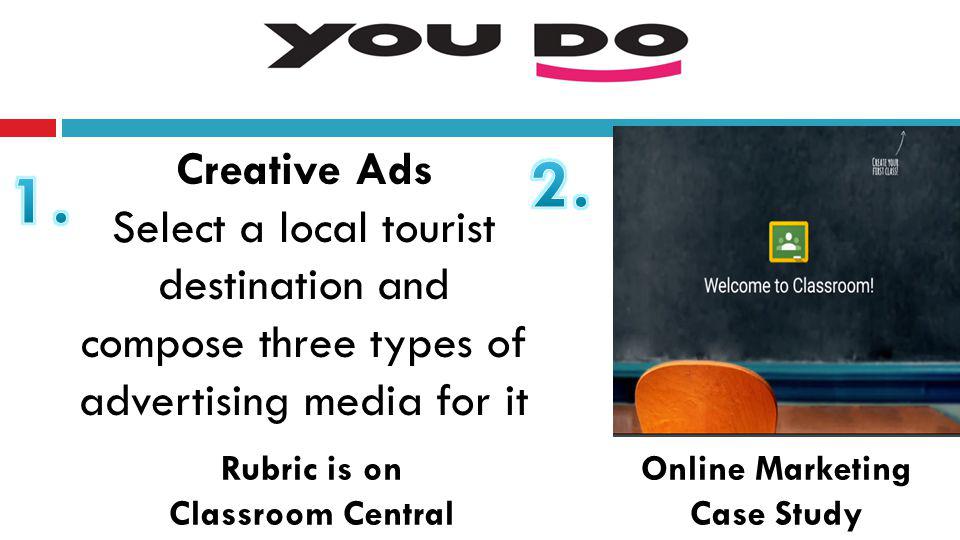 YOU DO
1.
Creative Ads
Select a local tourist
destination and
compose three types of
advertising media for it
Rubric is on
Classroom Central
2.
CREATE YOUR
FIRST CLASS!
Welcome to Classroom!
Online Marketing
Case Study